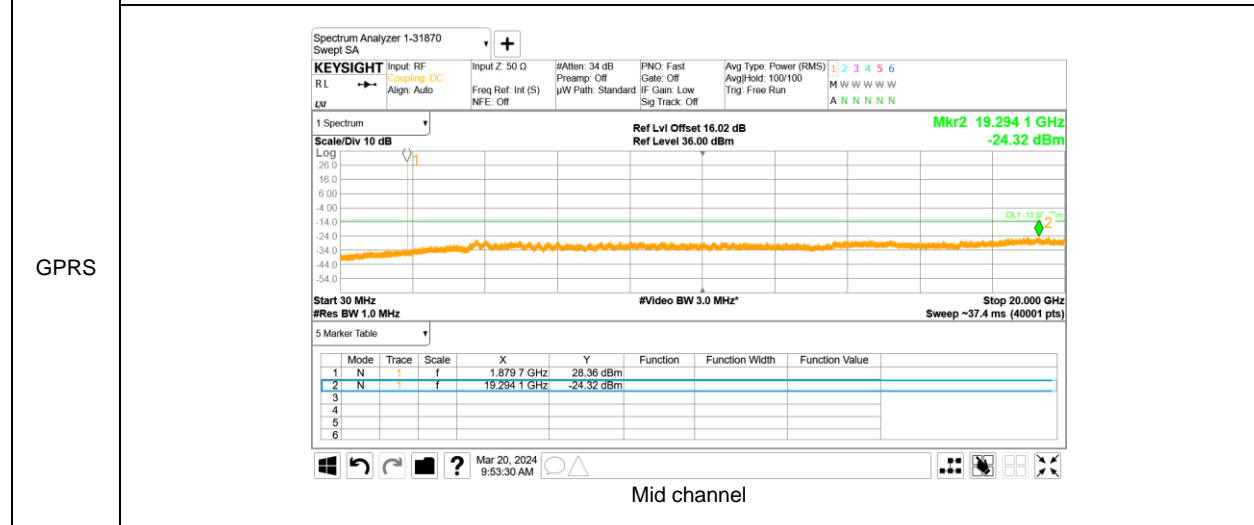 GPRS
Spectrum Analyzer 1-31870
Swept SA
KEYSIGHT
RL
LXI
Input: RF
Coupling: DC
Align: Auto
Input Z: 50 Ω
Freq Ref: Int (S)
NFE: Off
#Atten: 34 dB
Preamp: Off
µW Path: Standard
PNO: Fast
Gate: Off
IF Gain: Low
Sig Track: Off
Avg Type: Power (RMS)
Avg|Hold: 100/100
Trig: Free Run
1 2 3 4 5 6
M W W W W W
A N N N N N
1 Spectrum
Scale/Div 10 dB
Ref Lvl Offset 16.02 dB
Ref Level 36.00 dBm
Mkr2 19.294 1 GHz
-24.32 dBm
Log
1
26.0
16.0
6.00
-4.00
-14.0
-24.0
-34.0
-44.0
-54.0
2
Start 30 MHz
#Res BW 1.0 MHz
#Video BW 3.0 MHz*
Stop 20.000 GHz
Sweep ~37.4 ms (40001 pts)
5 Marker Table
Mode Trace Scale X Y Function Function Width Function Value
1 N 1 f 1.879 7 GHz 28.36 dBm
2 N 1 f 19.294 1 GHz -24.32 dBm
3
4
5
6
?
Mar 20, 2024
9:53:30 AM
Mid channel